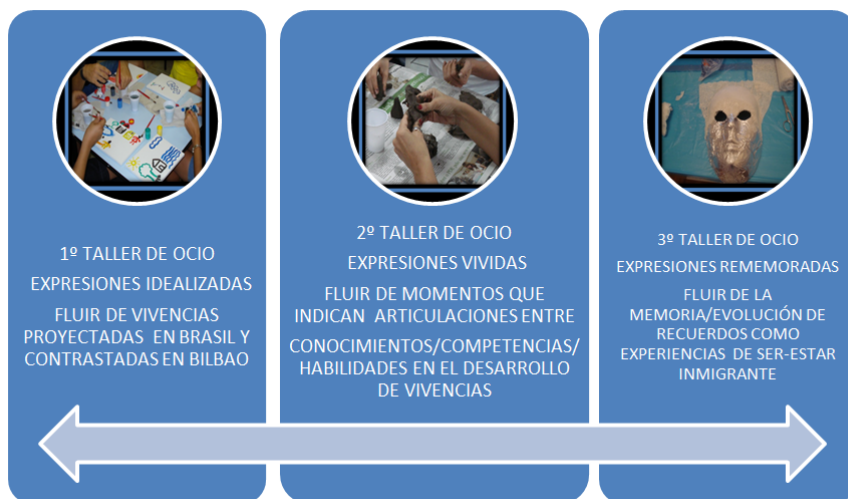 1º TALLER DE OCIO
EXPRESIONES IDEALIZADAS
FLUIR DE VIVENCIAS
PROYECTADAS EN BRASIL Y
CONTRASTADAS EN BILBAO
2º TALLER DE OCIO
EXPRESIONES VIVIDAS
FLUIR DE MOMENTOS QUE
INDICAN ARTICULACIONES ENTRE
CONOCIMIENTOS/COMPETENCIAS/
HABILIDADES EN EL DESARROLLO
DE VIVENCIAS
3º TALLER DE OCIO
EXPRESIONES REMEMORADAS
FLUIR DE LA
MEMORIA/EVOLUCIÓN DE
RECUERDOS COMO
EXPERIENCIAS DE SER-ESTAR
INMIGRANTE